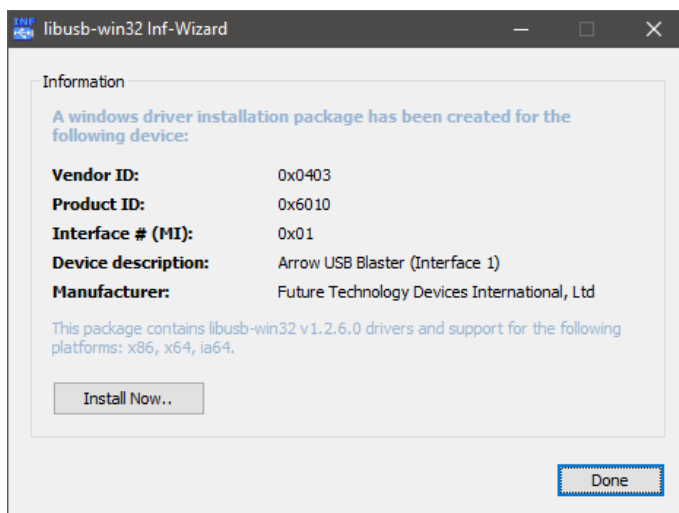 INF
libusb-win32 Inf-Wizard
Information
A windows driver installation package has been created for the
following device:
Vendor ID: 0x0403
Product ID: 0x6010
Interface # (MI): 0x01
Device description: Arrow USB Blaster (Interface 1)
Manufacturer: Future Technology Devices International, Ltd
This package contains libusb-win32 v1.2.6.0 drivers and support for the following
platforms: x86, x64, ia64.
Install Now..
Done